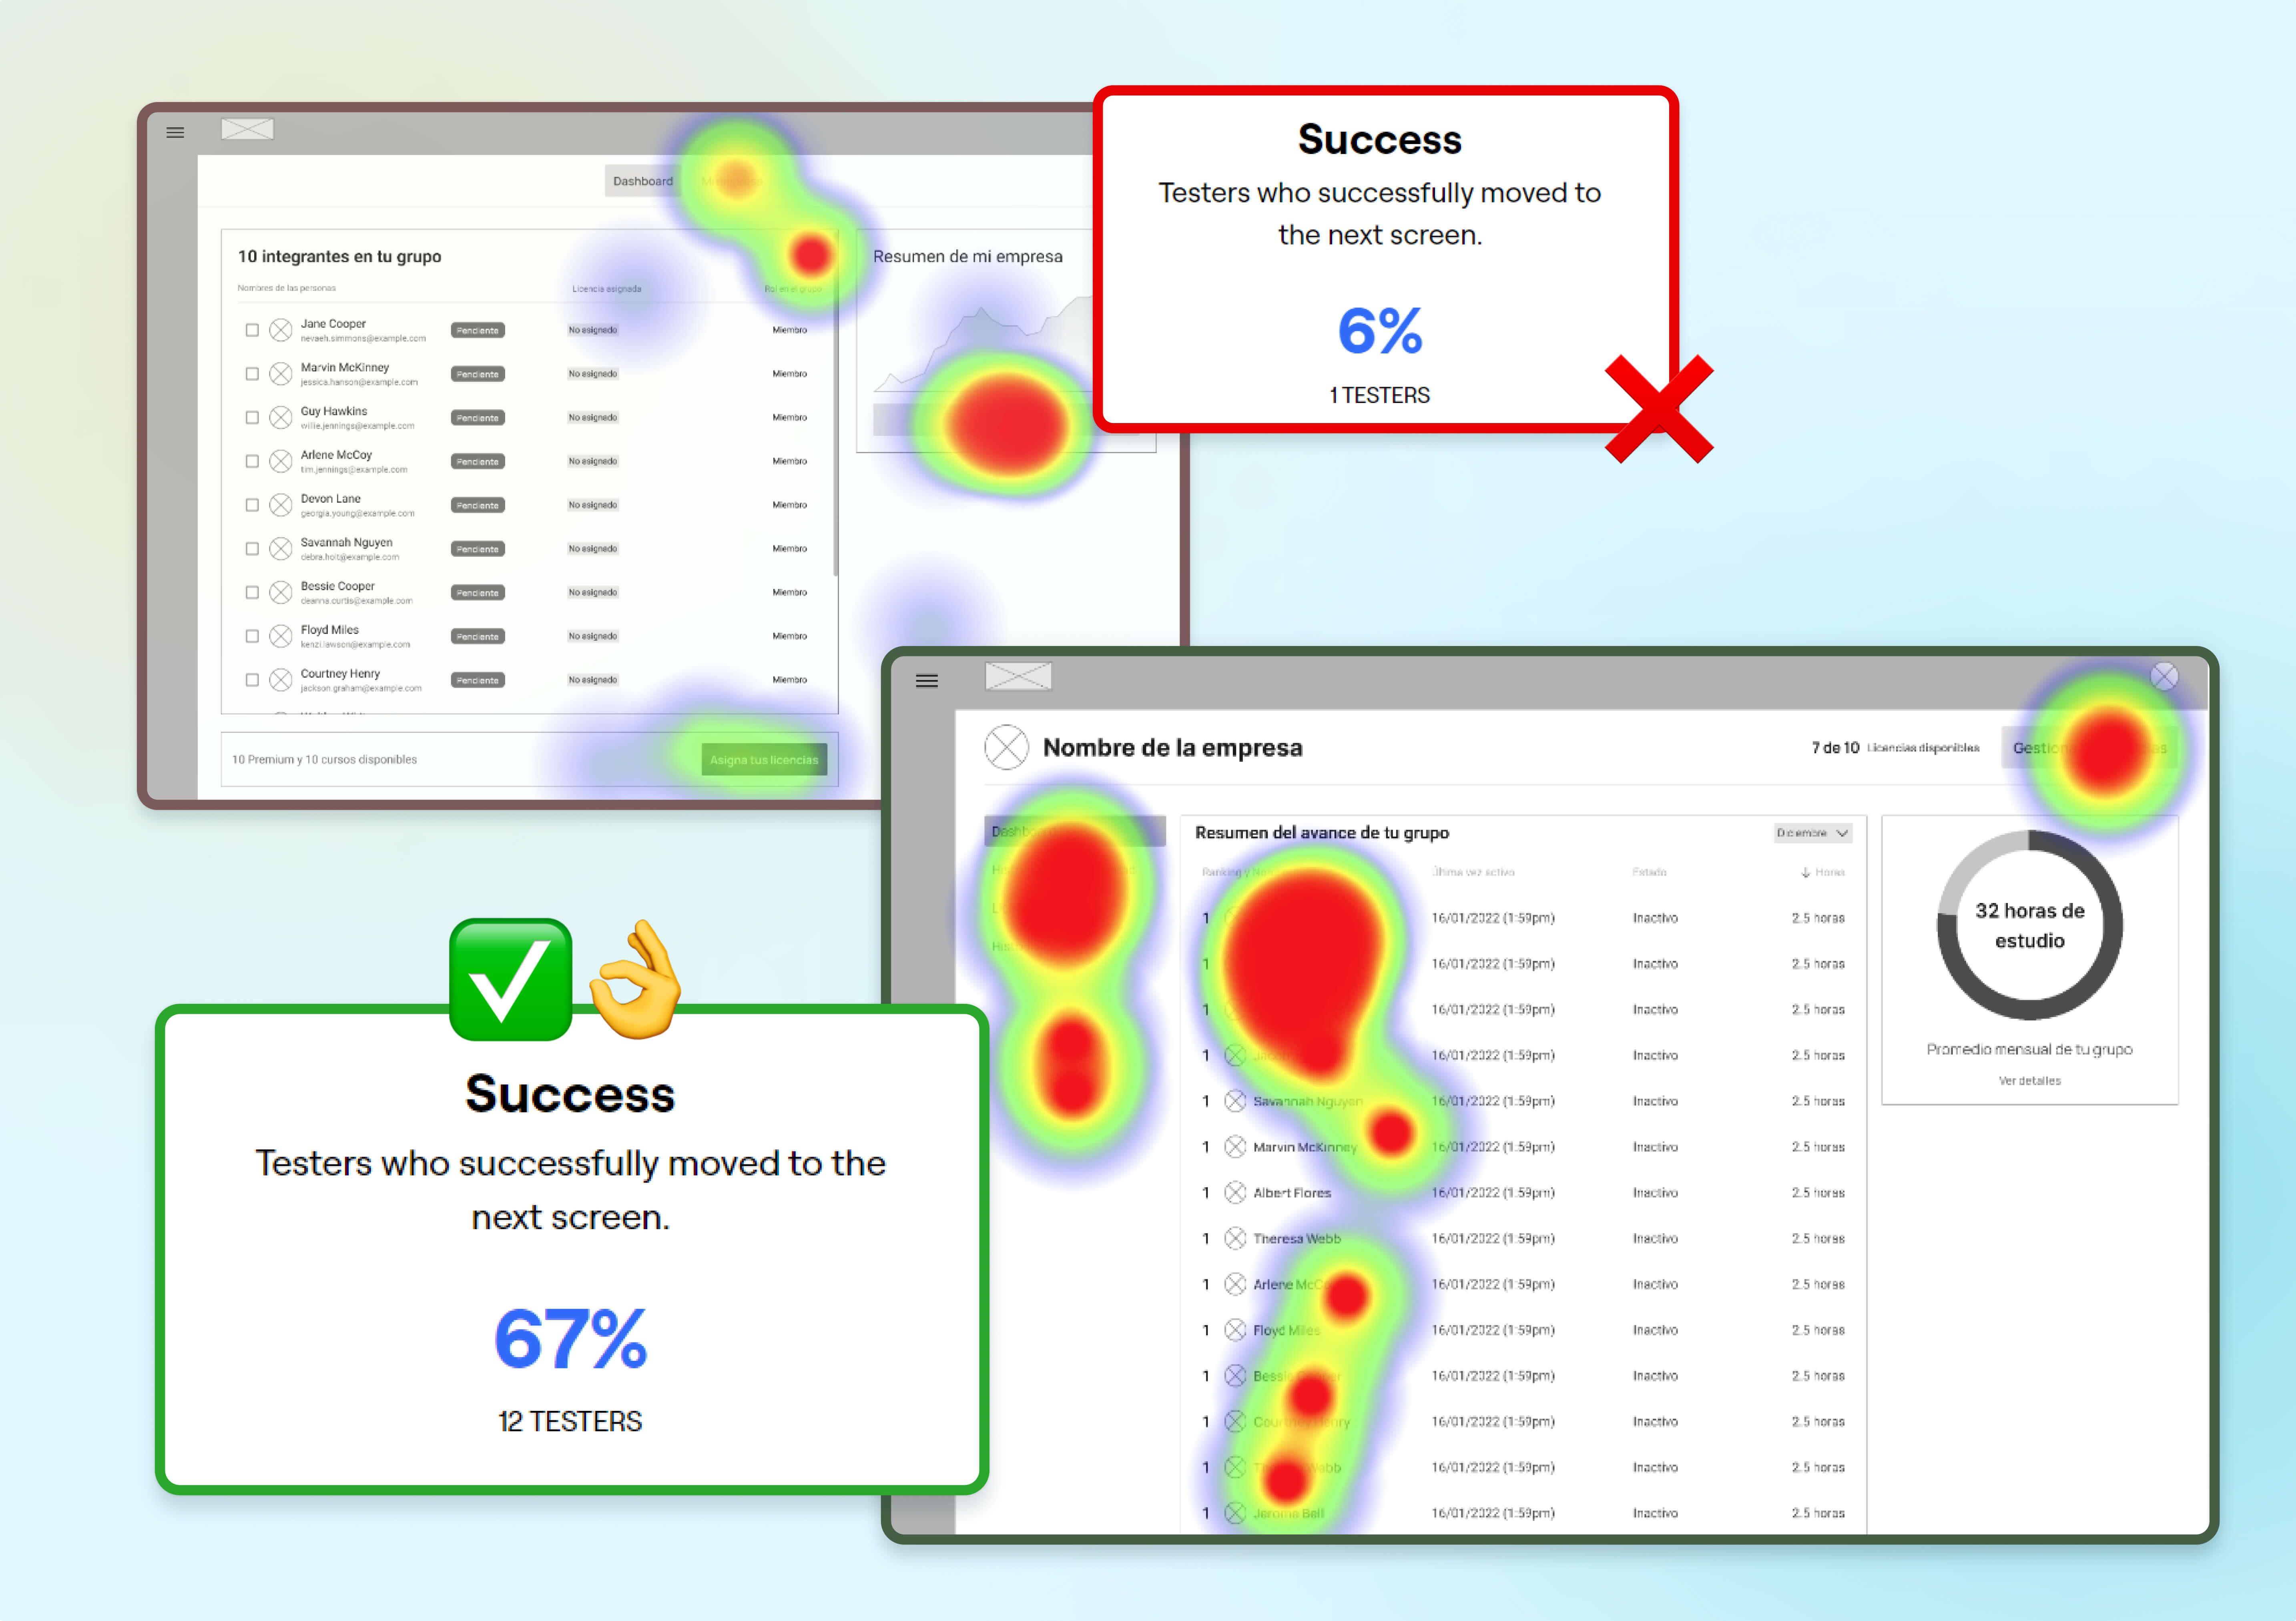 Dashboard
10 integrantes en tu grupo
Nombres de las personas
Licencia asignada
Rol en el grupo
Jane Cooper
nevaeh.simmons@example.com
Pendiente
No asignado
Miembro
Marvin McKinney
jessica.hanson@example.com
Pendiente
No asignado
Miembro
Guy Hawkins
willie.jennings@example.com
Pendiente
No asignado
Miembro
Arlene McCoy
tim.jennings@example.com
Pendiente
No asignado
Miembro
Devon Lane
georgia.young@example.com
Pendiente
No asignado
Miembro
Savannah Nguyen
debra.holt@example.com
Pendiente
No asignado
Miembro
Bessie Cooper
deanna.curtis@example.com
Pendiente
No asignado
Miembro
Floyd Miles
kenzi.lawson@example.com
Pendiente
No asignado
Miembro
Courtney Henry
jackson.graham@example.com
Pendiente
No asignado
Miembro
10 Premium y 10 cursos disponibles
Asigna tus licencias
Resumen de mi empresa
Success
Testers who successfully moved to
the next screen.
6%
1 TESTERS
Nombre de la empresa
7 de 10 Licencias disponibles
Resumen del avance de tu grupo
Diciembre
Última vez activo
Estado
Horas
1 16/01/2022 (1:59pm) Inactivo 2.5 horas
1 16/01/2022 (1:59pm) Inactivo 2.5 horas
1 16/01/2022 (1:59pm) Inactivo 2.5 horas
1 16/01/2022 (1:59pm) Inactivo 2.5 horas
1 Savannah Nguyen 16/01/2022 (1:59pm) Inactivo 2.5 horas
1 Marvin McKinney 16/01/2022 (1:59pm) Inactivo 2.5 horas
1 Albert Flores 16/01/2022 (1:59pm) Inactivo 2.5 horas
1 Theresa Webb 16/01/2022 (1:59pm) Inactivo 2.5 horas
1 Arlene 16/01/2022 (1:59pm) Inactivo 2.5 horas
1 Floyd Miles 16/01/2022 (1:59pm) Inactivo 2.5 horas
1 16/01/2022 (1:59pm) Inactivo 2.5 horas
1 Courtney Henry 16/01/2022 (1:59pm) Inactivo 2.5 horas
1 Webb 16/01/2022 (1:59pm) Inactivo 2.5 horas
1 Jerome Bell 16/01/2022 (1:59pm) Inactivo 2.5 horas
32 horas de
estudio
Promedio mensual de tu grupo
Ver detalles
Success
Testers who successfully moved to the
next screen.
67%
12 TESTERS